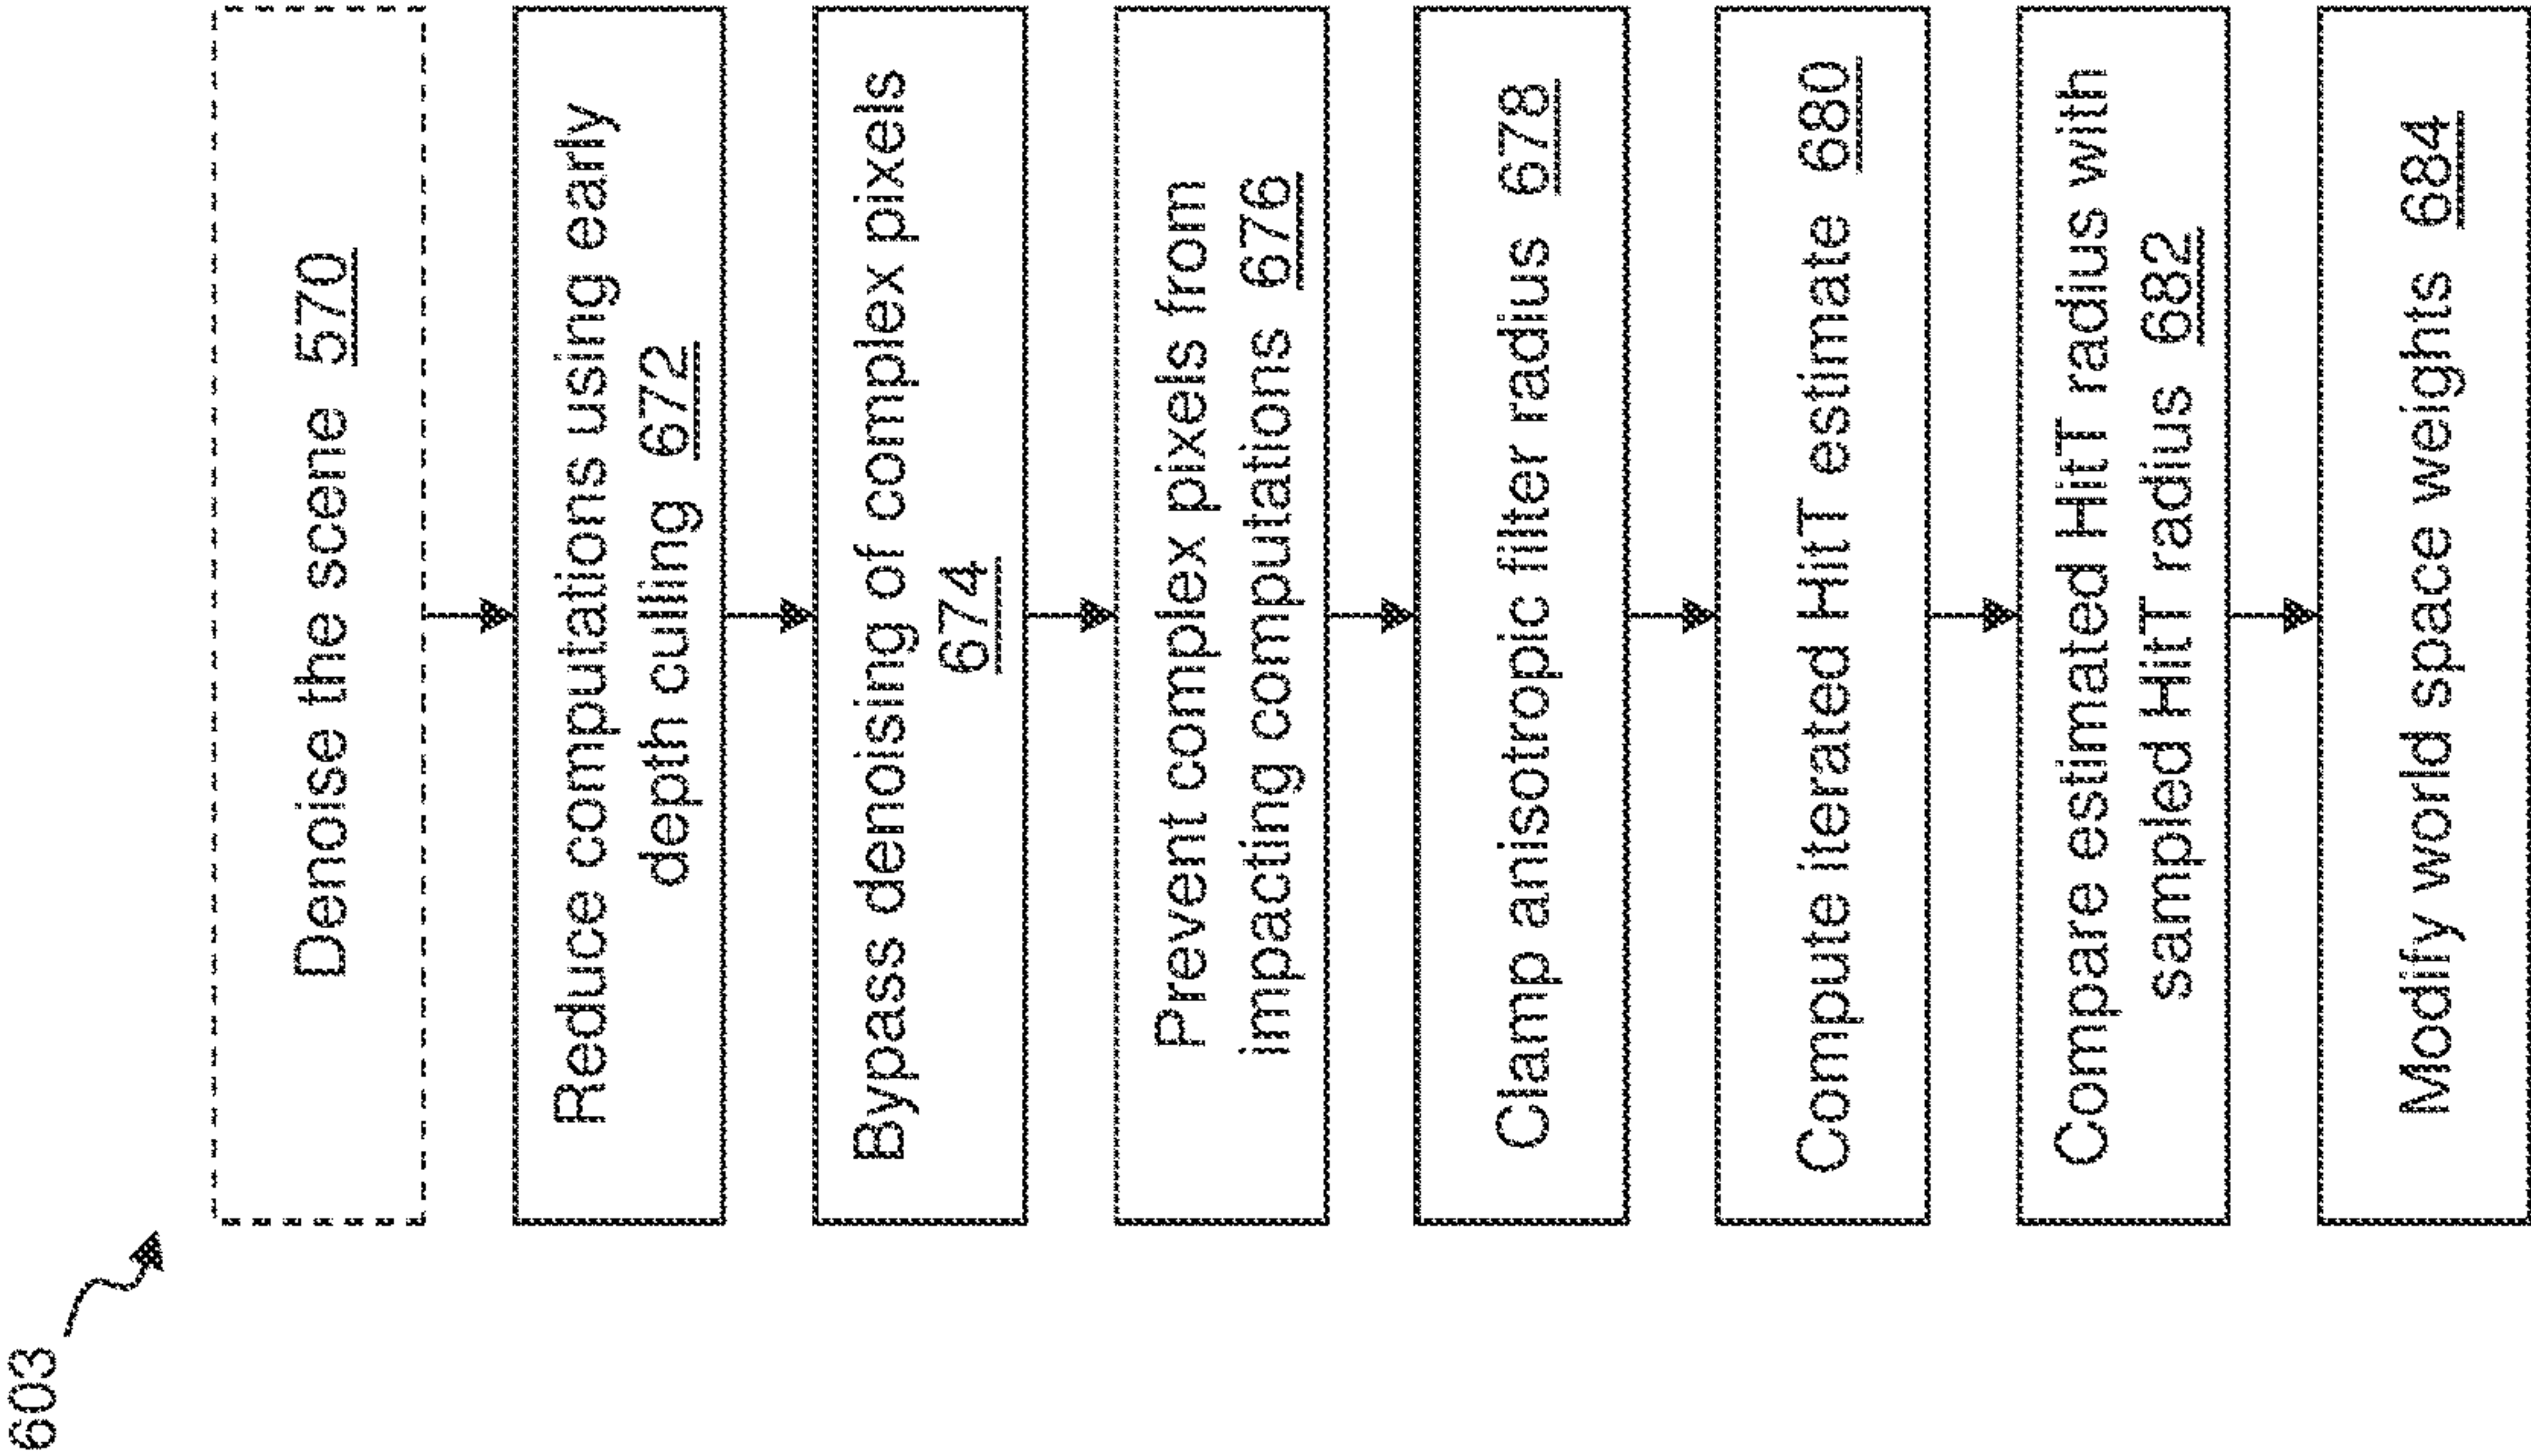 603
Denoise the scene 570
Reduce computations using early
depth culling 672
Bypass denoising of complex pixels
674
Prevent complex pixels from
impacting computations 676
Clamp anisotropic filter radius 678
Compute iterated HitT estimate 680
Compare estimated HitT radius with
sampled HitT radius 682
Modify world space weights 684